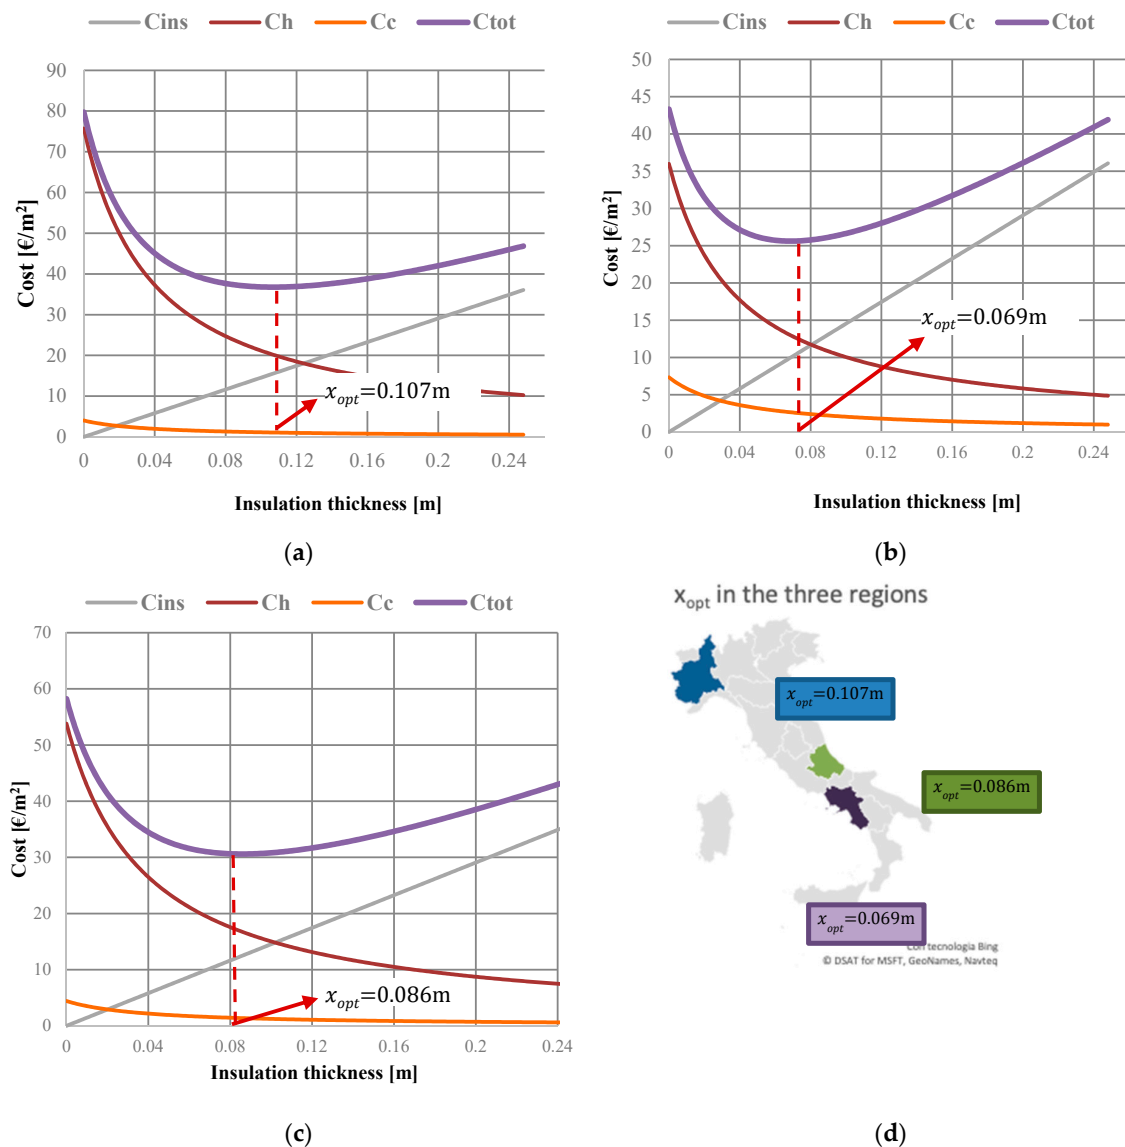 Cins Ch Cc Ctot
90
80
70
60
50
40
30
20
10
0
Cost [€/m²]
x_opt=0.107m
0 0.04 0.08 0.12 0.16 0.2 0.24
Insulation thickness [m]
(a)
Cins Ch Cc Ctot
50
45
40
35
30
25
20
15
10
5
0
Cost [€/m²]
x_opt=0.069m
0 0.04 0.08 0.12 0.16 0.2 0.24
Insulation thickness [m]
(b)
Cins Ch Cc Ctot
70
60
50
40
30
20
10
0
Cost [€/m²]
x_opt=0.086m
0 0.04 0.08 0.12 0.16 0.2 0.24
Insulation thickness [m]
(c)
x_opt in the three regions
x_opt=0.107m
x_opt=0.086m
x_opt=0.069m
Con tecnologia Bing
© DSAT for MSFT, GeoNames, Navteq
(d)